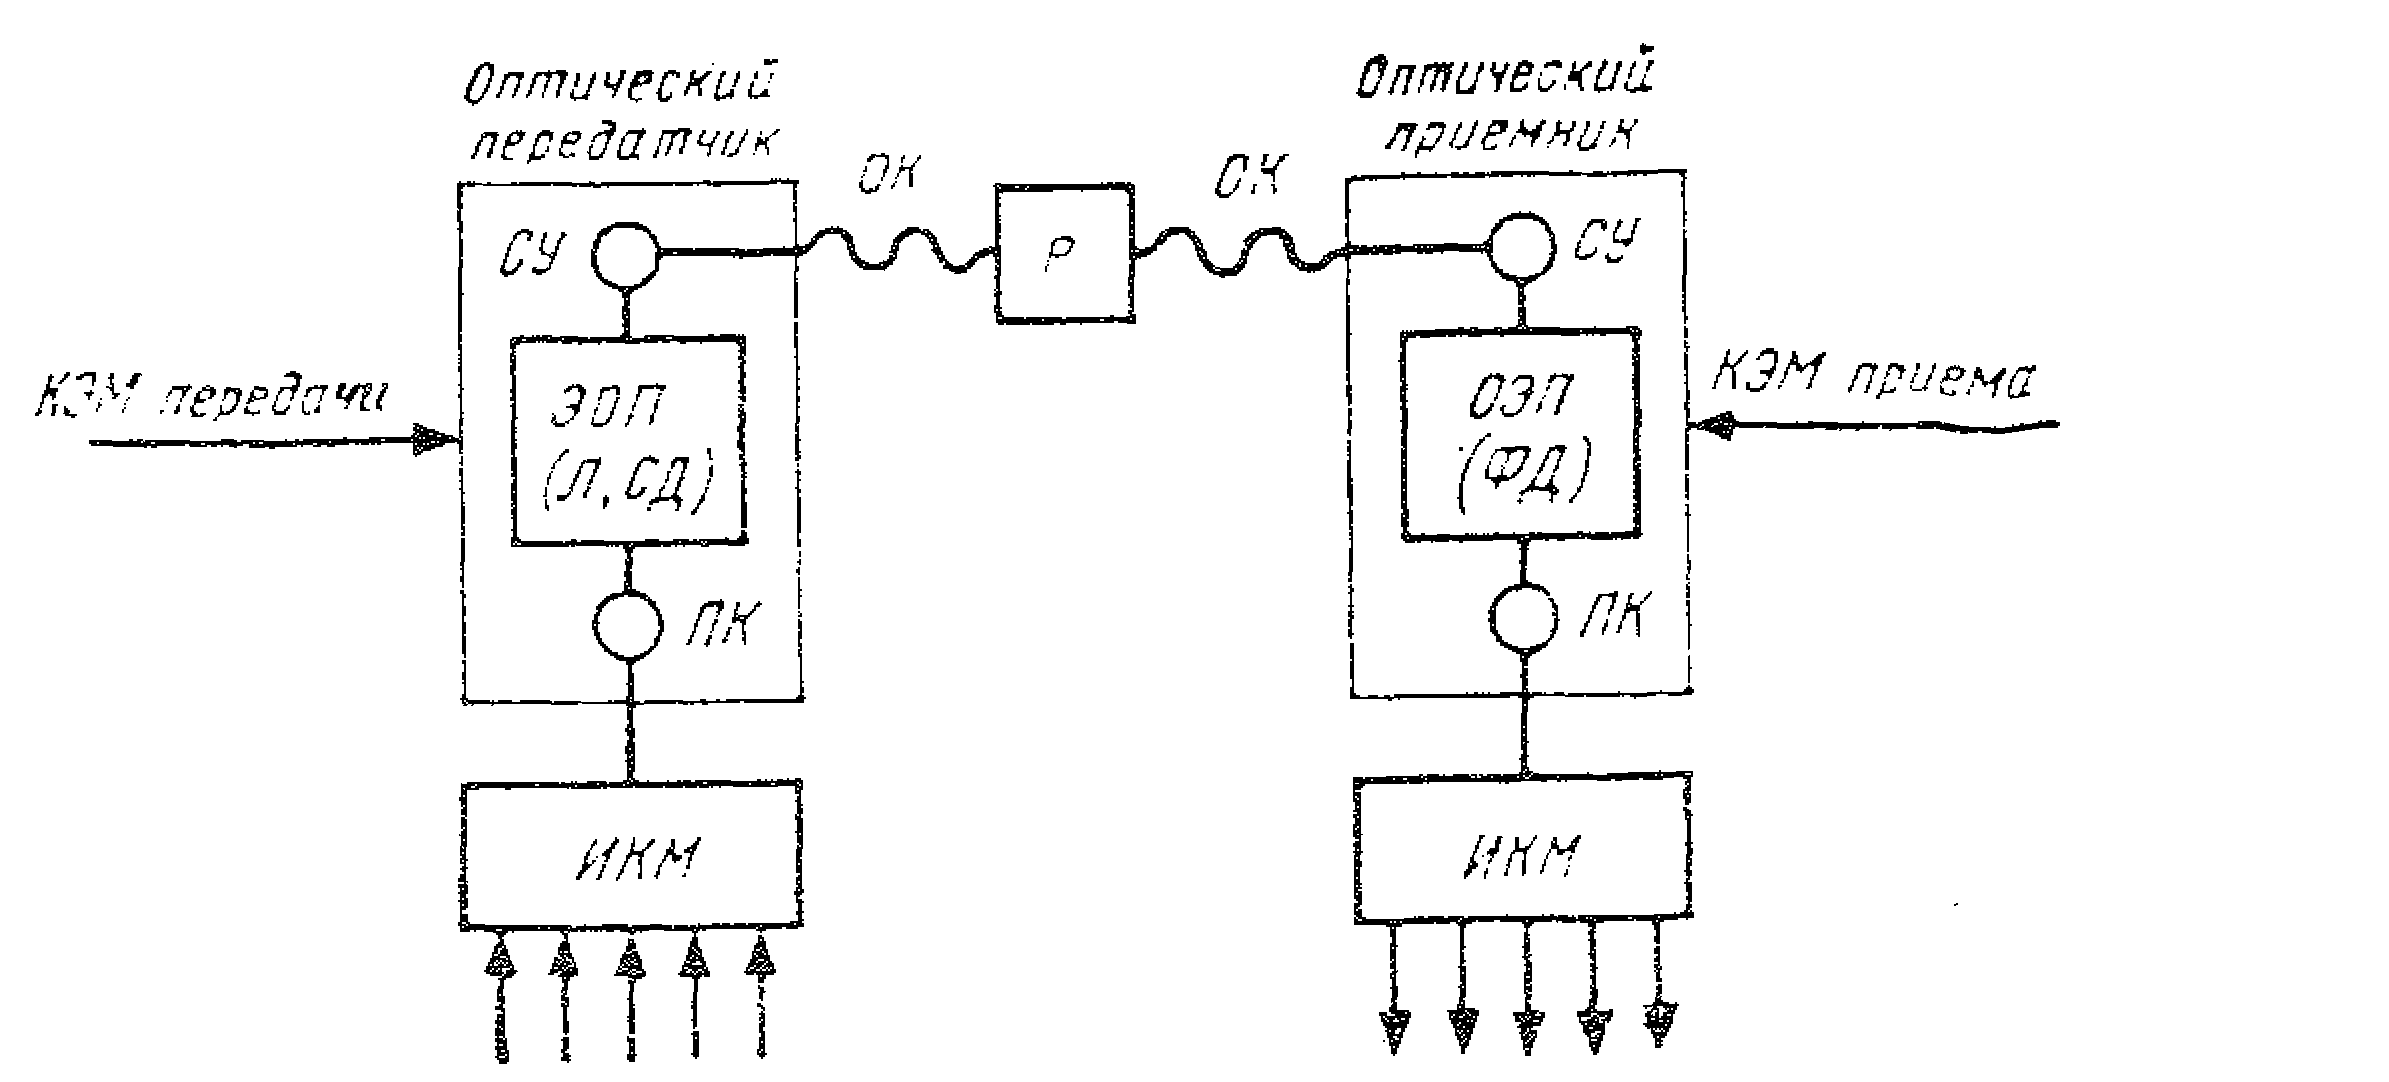 Оптический
передатчик
Оптический
приемник
ОК
ОК
СУ
Р
СУ
КЭМ передачи
ЭОП
(Л, СД)
ОЭП
(ФД)
КЭМ приема
ПК
ПК
ИКМ
ИКМ